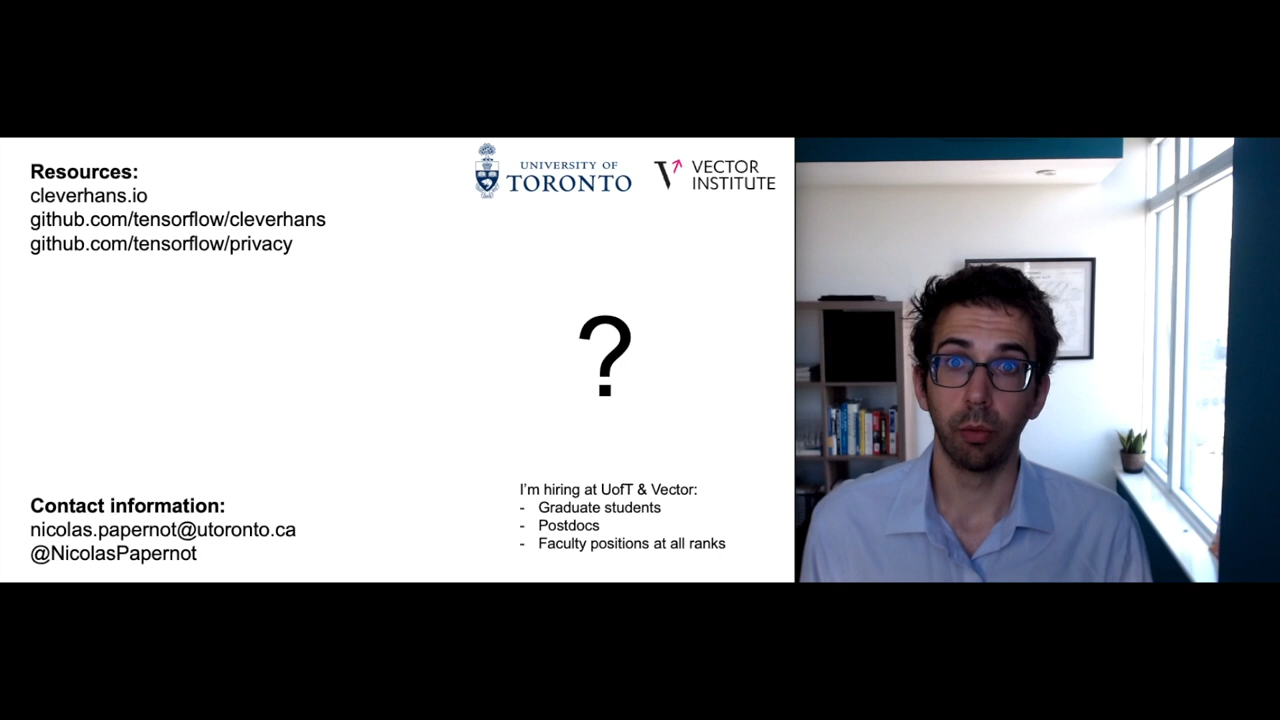 Resources:
cleverhans.io
github.com/tensorflow/cleverhans
github.com/tensorflow/privacy
UNIVERSITY OF
TORONTO
VECTOR
INSTITUTE
?
Contact information:
nicolas.papernot@utoronto.ca
@NicolasPapernot
I'm hiring at UofT & Vector:
- Graduate students
- Postdocs
- Faculty positions at all ranks